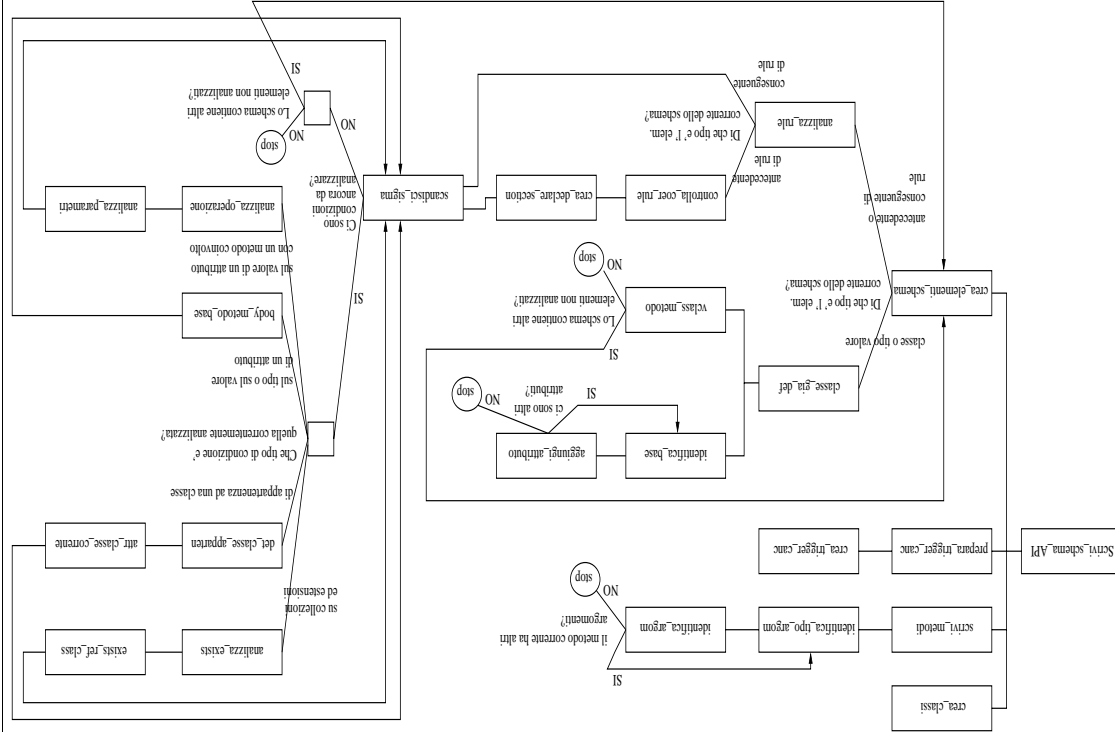 crea_classi
SI
scrivi_metodi
identifica_tipo_argom
identifica_argom
il metodo corrente ha altri
argomenti?
NO
stop
Scrivi_schema_API
prepara_trigger_canc
crea_trigger_canc
identifica_base
aggiungi_attributo
SI
ci sono altri
attributi?
NO
stop
classe_gia_def
SI
vclass_metodo
Lo schema contiene altri
elementi non analizzati?
NO
stop
classe o tipo valore
crea_elementi_schema
Di che tipo e' l' elem.
corrente dello schema?
antecedente o
conseguente di
rule
analizza_rule
antecedente
di rule
Di che tipo e' l' elem.
corrente dello schema?
conseguente
di rule
controlla_coer_rule
crea_declare_section
scandisci_sigma
analizza_exists
exists_ref_class
su collezioni
ed estensioni
det_classe_apparten
attr_classe_corrente
di appartenenza ad una classe
Che tipo di condizione e'
quella correntemente analizzata?
sul tipo o sul valore
di un attributo
body_metodo_base
SI
sul valore di un attributo
con un metodo coinvolto
analizza_operazione
analizza_parametri
Ci sono
ancora
condizioni
da
analizzare?
NO
NO
stop
Lo schema contiene altri
elementi non analizzati?
SI